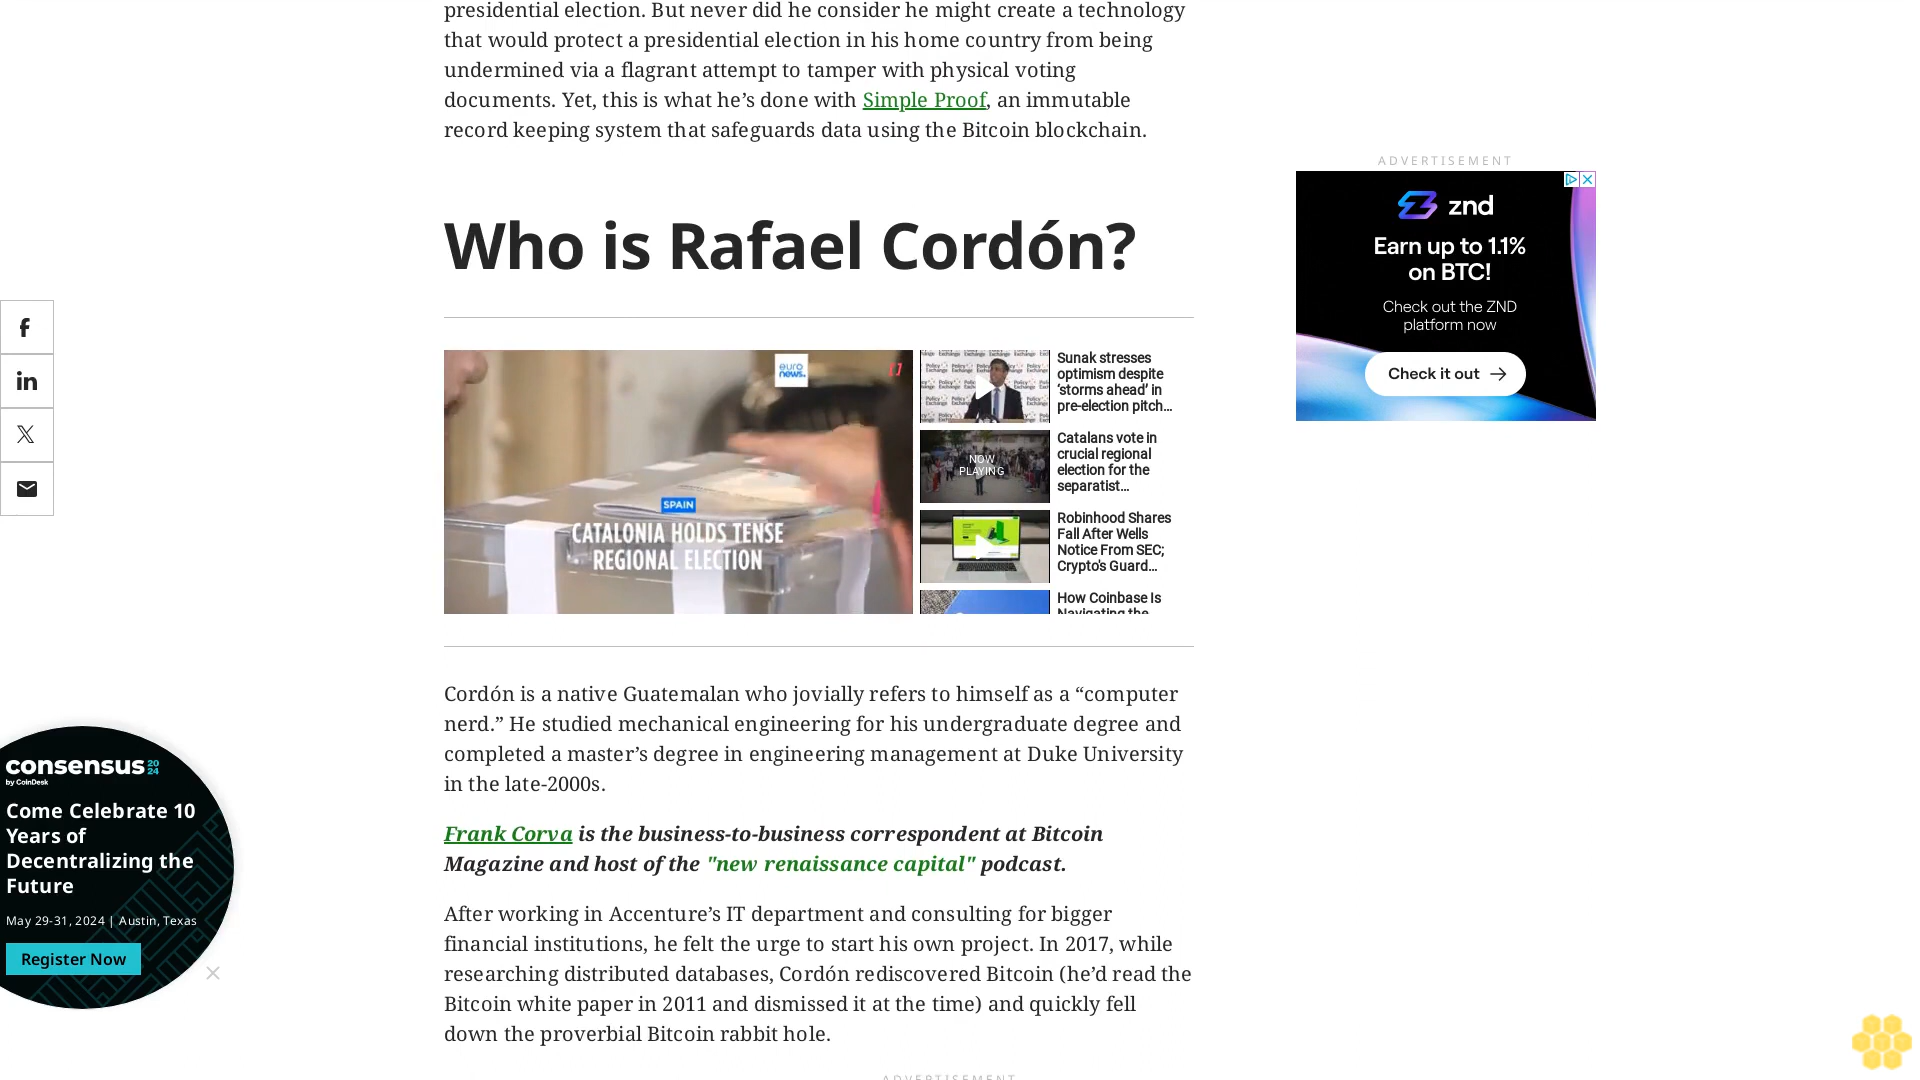 presidential election. But never did he consider he might create a technology
that would protect a presidential election in his home country from being
undermined via a flagrant attempt to tamper with physical voting
documents. Yet, this is what he’s done with Simple Proof, an immutable
record keeping system that safeguards data using the Bitcoin blockchain.
Who is Rafael Cordón?
euro
news.
SPAIN
CATALONIA HOLDS TENSE
REGIONAL ELECTION
Sunak stresses
optimism despite
‘storms ahead’ in
pre-election pitch...
NOW
PLAYING
Catalans vote in
crucial regional
election for the
separatist...
Robinhood Shares
Fall After Wells
Notice From SEC;
Crypto's Guard...
How Coinbase Is
Navigating the
Cordón is a native Guatemalan who jovially refers to himself as a “computer
nerd.” He studied mechanical engineering for his undergraduate degree and
completed a master’s degree in engineering management at Duke University
in the late-2000s.
Frank Corva is the business-to-business correspondent at Bitcoin
Magazine and host of the "new renaissance capital" podcast.
After working in Accenture’s IT department and consulting for bigger
financial institutions, he felt the urge to start his own project. In 2017, while
researching distributed databases, Cordón rediscovered Bitcoin (he’d read the
Bitcoin white paper in 2011 and dismissed it at the time) and quickly fell
down the proverbial Bitcoin rabbit hole.
ADVERTISEMENT
ADVERTISEMENT
znd
Earn up to 1.1%
on BTC!
Check out the ZND
platform now
Check it out
consensus 2024
by CoinDesk
Come Celebrate 10
Years of
Decentralizing the
Future
May 29-31, 2024 | Austin, Texas
Register Now